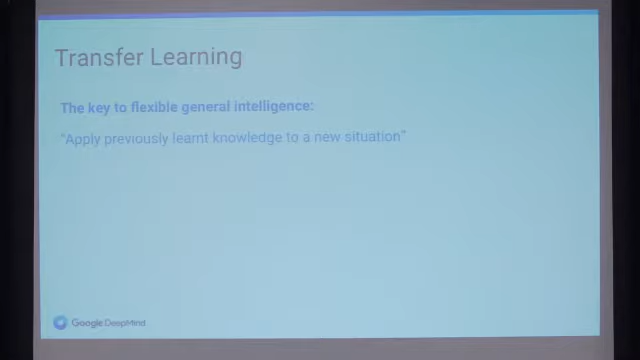 Transfer Learning
The key to flexible general intelligence:
"Apply previously learnt knowledge to a new situation"
Google DeepMind